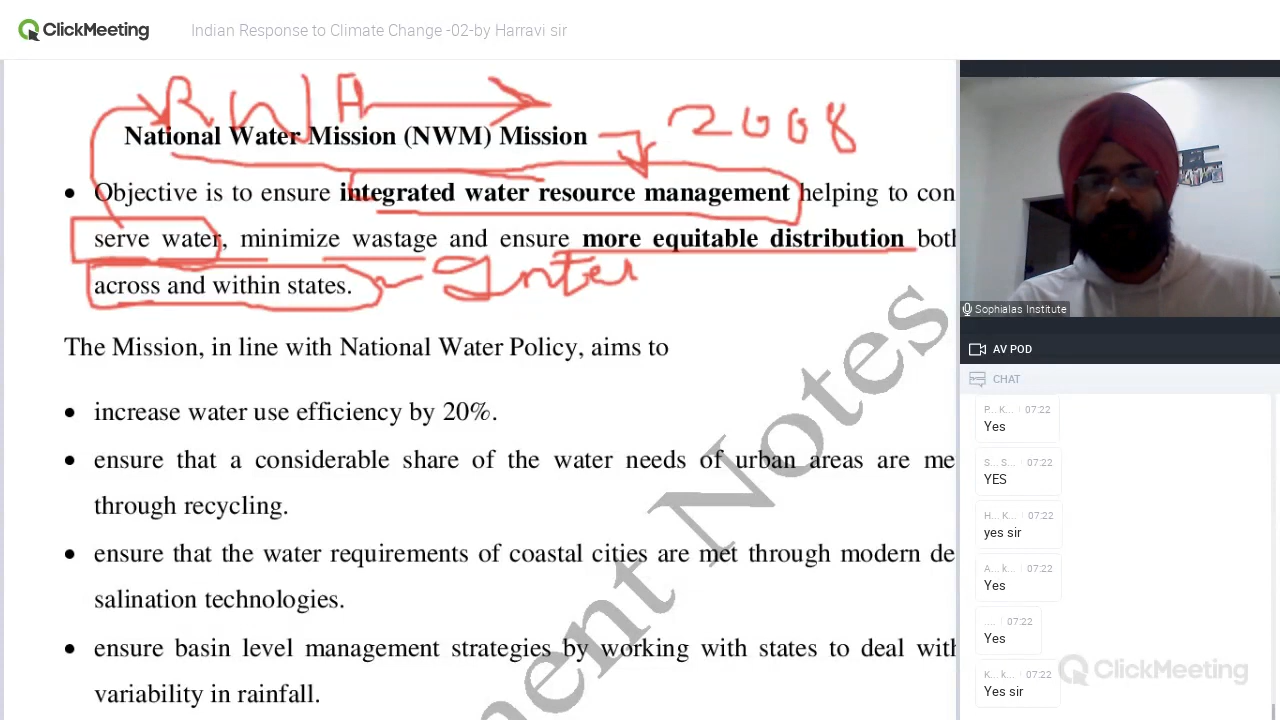 ClickMeeting
Indian Response to Climate Change -02-by Harravi sir
RWA
National Water Mission (NWM) Mission
2008
Objective is to ensure integrated water resource management helping to con
serve water, minimize wastage and ensure more equitable distribution both
across and within states.
Inter
The Mission, in line with National Water Policy, aims to
increase water use efficiency by 20%.
ensure that a considerable share of the water needs of urban areas are me
through recycling.
ensure that the water requirements of coastal cities are met through modern de
salination technologies.
ensure basin level management strategies by working with states to deal with
variability in rainfall.
ment Notes
Sophialas Institute
AV POD
CHAT
P... K... 07:22
Yes
S... S... 07:22
YES
H... K... 07:22
yes sir
A... k... 07:22
Yes
.... 07:22
Yes
K... k... 07:22
Yes sir
ClickMeeting